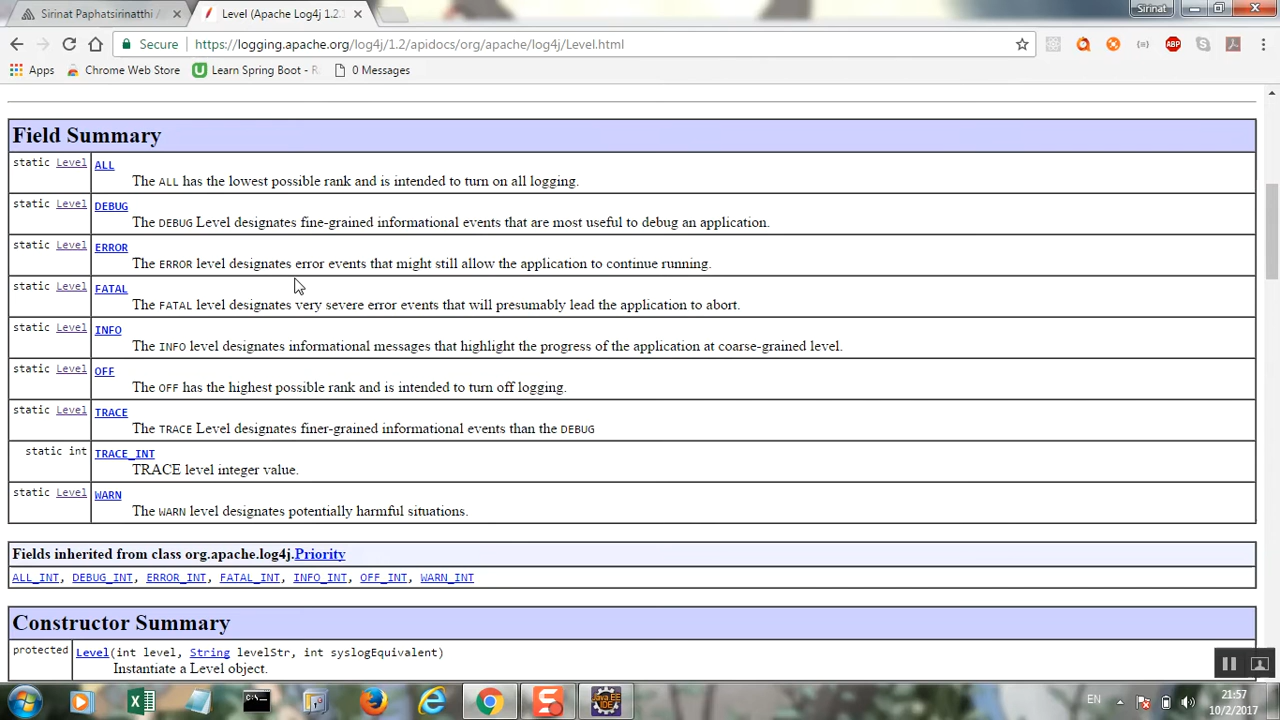 Sirinat Paphatsirinatthi /
Level (Apache Log4j 1.2.
Sirinat
Secure
https://logging.apache.org/log4j/1.2/apidocs/org/apache/log4j/Level.html
ABP
Apps
Chrome Web Store
Learn Spring Boot - R
0 Messages
Field Summary
static Level
ALL
The ALL has the lowest possible rank and is intended to turn on all logging.
static Level
DEBUG
The DEBUG Level designates fine-grained informational events that are most useful to debug an application.
static Level
ERROR
The ERROR level designates error events that might still allow the application to continue running.
static Level
FATAL
The FATAL level designates very severe error events that will presumably lead the application to abort.
static Level
INFO
The INFO level designates informational messages that highlight the progress of the application at coarse-grained level.
static Level
OFF
The OFF has the highest possible rank and is intended to turn off logging.
static Level
TRACE
The TRACE Level designates finer-grained informational events than the DEBUG
static int
TRACE_INT
TRACE level integer value.
static Level
WARN
The WARN level designates potentially harmful situations.
Fields inherited from class org.apache.log4j.Priority
ALL_INT, DEBUG_INT, ERROR_INT, FATAL_INT, INFO_INT, OFF_INT, WARN_INT
Constructor Summary
protected
Level(int level, String levelStr, int syslogEquivalent)
Instantiate a Level object.
Java EE
IDE
EN
21:57
10/2/2017